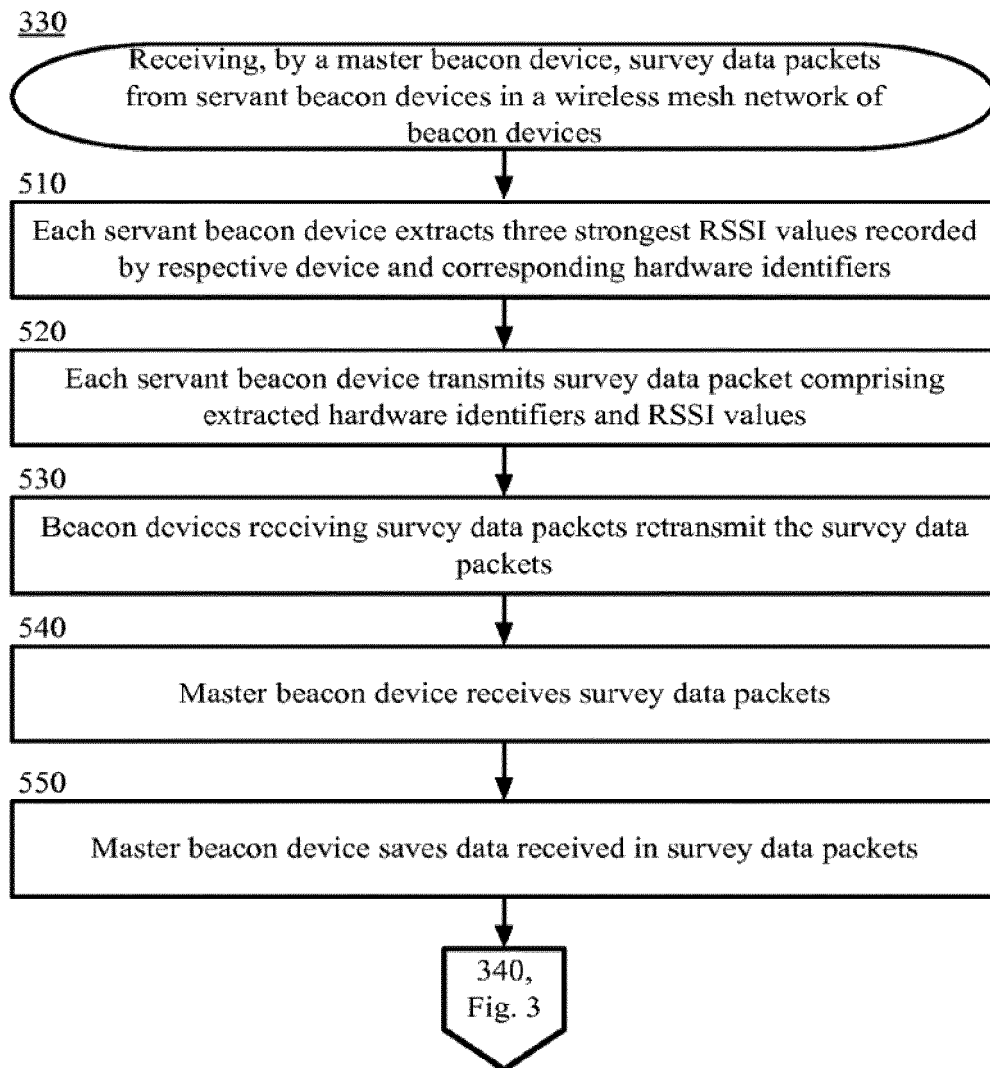 330
Receiving, by a master beacon device, survey data packets
from servant beacon devices in a wireless mesh network of
beacon devices
510
Each servant beacon device extracts three strongest RSSI values recorded
by respective device and corresponding hardware identifiers
520
Each servant beacon device transmits survey data packet comprising
extracted hardware identifiers and RSSI values
530
Beacon devices receiving survey data packets retransmit the survey data
packets
540
Master beacon device receives survey data packets
550
Master beacon device saves data received in survey data packets
340,
Fig. 3